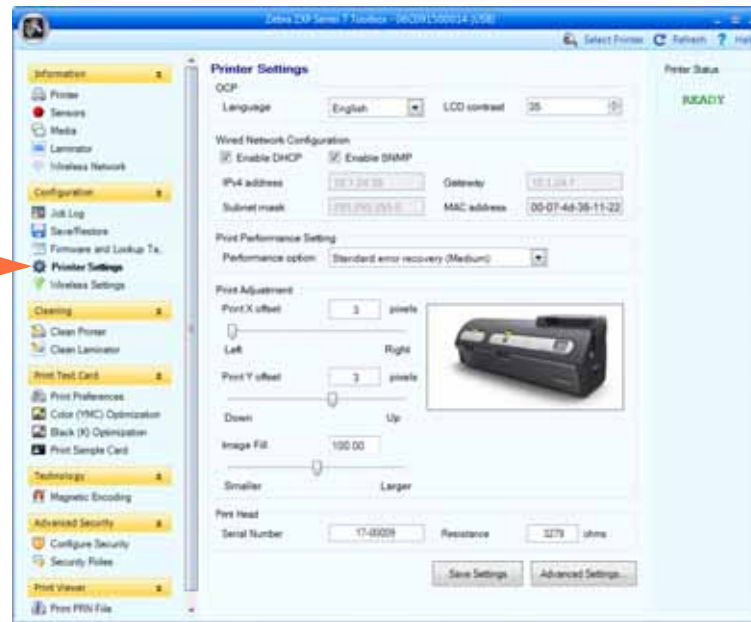 Zebra ZXP Series 7 Toolbox - 06C091500014 (USB)
Select Printer Refresh ? Help
Information
Printer
Sensors
Media
Laminator
Wireless Network
Configuration
Job Log
Save/Restore
Firmware and Lookup Ta.
Printer Settings
Wireless Settings
Cleaning
Clean Printer
Clean Laminator
Print Test Card
Print Preferences
Color (YMC) Optimization
Black (K) Optimization
Print Sample Card
Technology
Magnetic Encoding
Advanced Security
Configure Security
Security Roles
Print Viewer
Print PRN File
Printer Settings
OCP
Language English LCD contrast 35
Wired Network Configuration
Enable DHCP Enable SNMP
IPv4 address Gateway
Subnet mask MAC address 00-07-4d-38-11-22
Print Performance Setting
Performance option Standard error recovery (Medium)
Print Adjustment
Print X offset 3 pixels
Left Right
Print Y offset 3 pixels
Down Up
Image Fill 100.00
Smaller Larger
Print Head
Serial Number 17-00009 Resistance 3279 ohms
Save Settings Advanced Settings...
Printer Status
READY